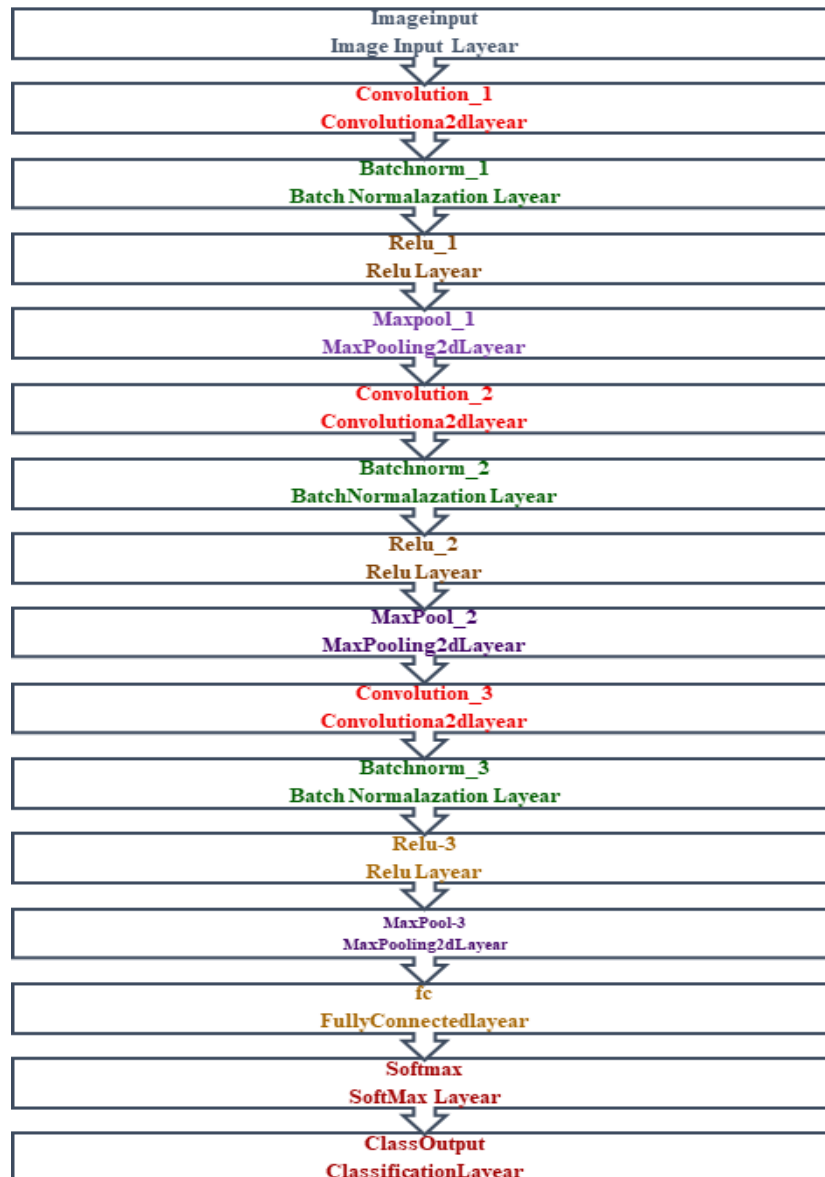 Imageinput
Image Input Layear
Convolution_1
Convolutiona2dlayear
Batchnorm_1
Batch Normalazation Layear
Relu_1
Relu Layear
Maxpool_1
MaxPooling2dLayear
Convolution_2
Convolutiona2dlayear
Batchnorm_2
BatchNormalazation Layear
Relu_2
Relu Layear
MaxPool_2
MaxPooling2dLayear
Convolution_3
Convolutiona2dlayear
Batchnorm_3
Batch Normalazation Layear
Relu-3
Relu Layear
MaxPool-3
MaxPooling2dLayear
fc
FullyConnectedlayear
Softmax
SoftMax Layear
ClassOutput
ClassificationLayear